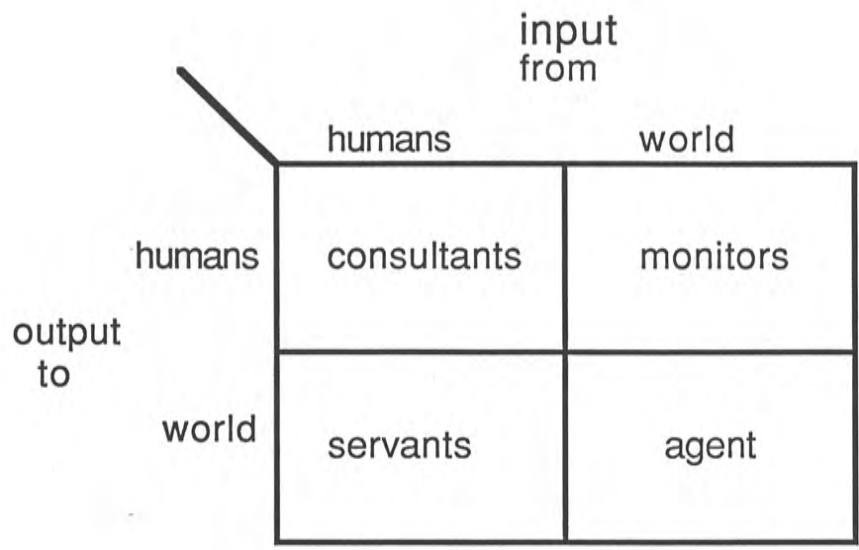 input
from
humans world
humans consultants monitors
output
to
world servants agent